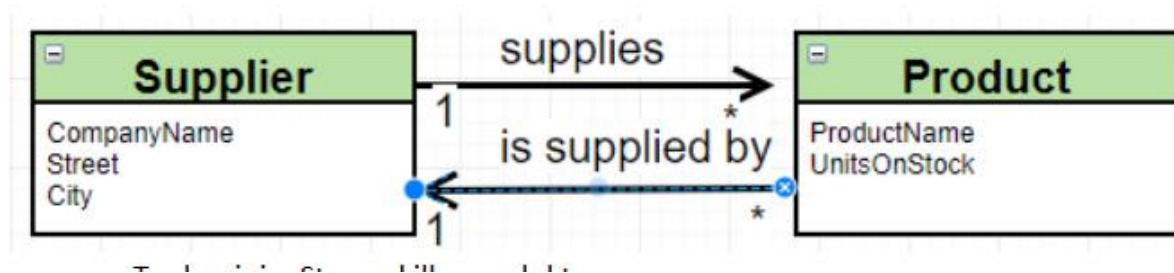 supplies
Supplier
Product
1
*
CompanyName
Street
City
is supplied by
ProductName
UnitsOnStock
1
*